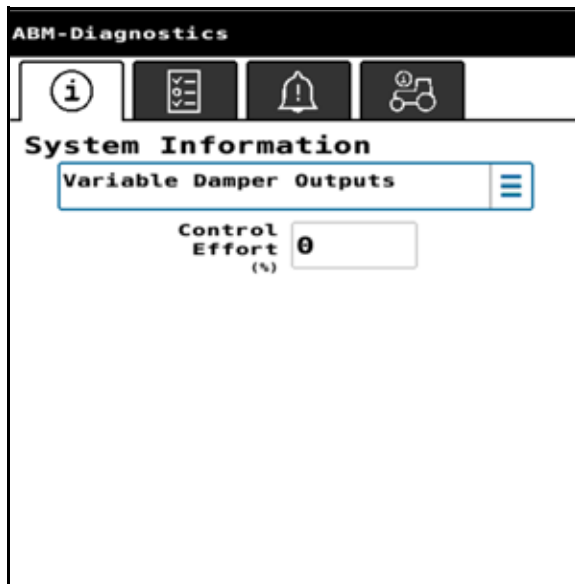 ABM-Diagnostics
System Information
Variable Damper Outputs
Control
Effort
(%)
0